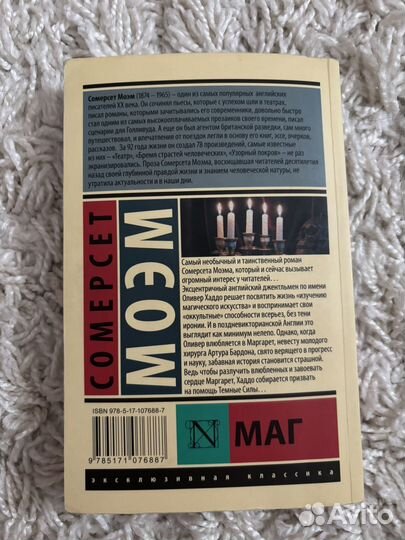 Сомерсет Моэм (1874 – 1965) – один из самых популярных английских
писателей XX века. Он сочинял пьесы, которые с успехом шли в театрах,
писал романы, которыми зачитывались его современники, довольно быстро
стал одним из самых высокооплачиваемых прозаиков своего времени, писал
сценарии для Голливуда. А еще он был агентом британской разведки, сам много
путешествовал, и впечатления от поездок легли в основу его книг, эссе, очерков,
рассказов. За 92 года жизни он создал 78 произведений, самые известные
из них – «Театр», «Бремя страстей человеческих», «Узорный покров» – не раз
экранизировались. Проза Сомерсета Моэма, восхищавшая читателей десятилетия
назад своей глубинной правдой жизни и знанием человеческой натуры, не
утратила актуальности и в наши дни.
СОМЕРСЕТ
МОЭМ
Самый необычный и таинственный роман
Сомерсета Моэма, который и сейчас вызывает
огромный интерес у читателей…
Эксцентричный английский джентльмен по имени
Оливер Хаддо решает посвятить жизнь «изучению
магического искусства» и воспринимает свои
«оккультные» способности всерьез, без тени
иронии. И в поздневикторианской Англии это
выглядит как минимум нелепо. Однако, когда
Оливер влюбляется в Маргарет, невесту молодого
хирурга Артура Бардона, свято верящего в прогресс
и науку, забавная история становится страшной.
Ведь чтобы разлучить влюбленных и завоевать
сердце Маргарет, Хаддо собирается призвать
на помощь Темные Силы…
ISBN 978-5-17-107688-7
9 785171 076887
N
МАГ
эксклюзивная классика
Avito